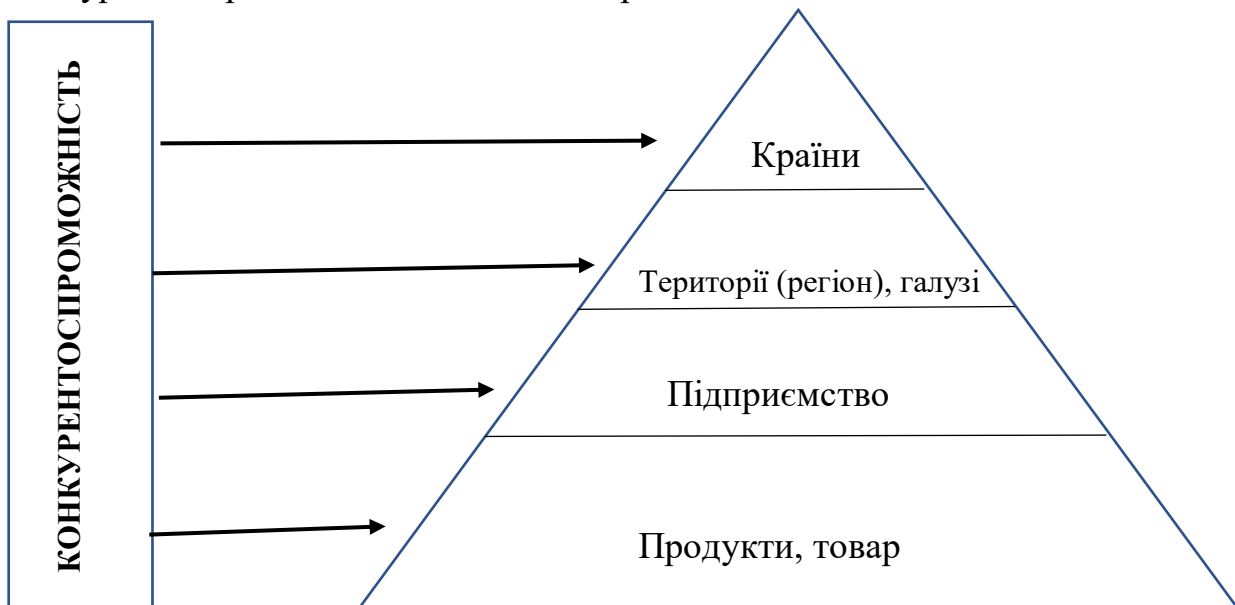 КОНКУРЕНТОСПРОМОЖНІСТЬ
Країни
Території (регіон), галузі
Підприємство
Продукти, товар